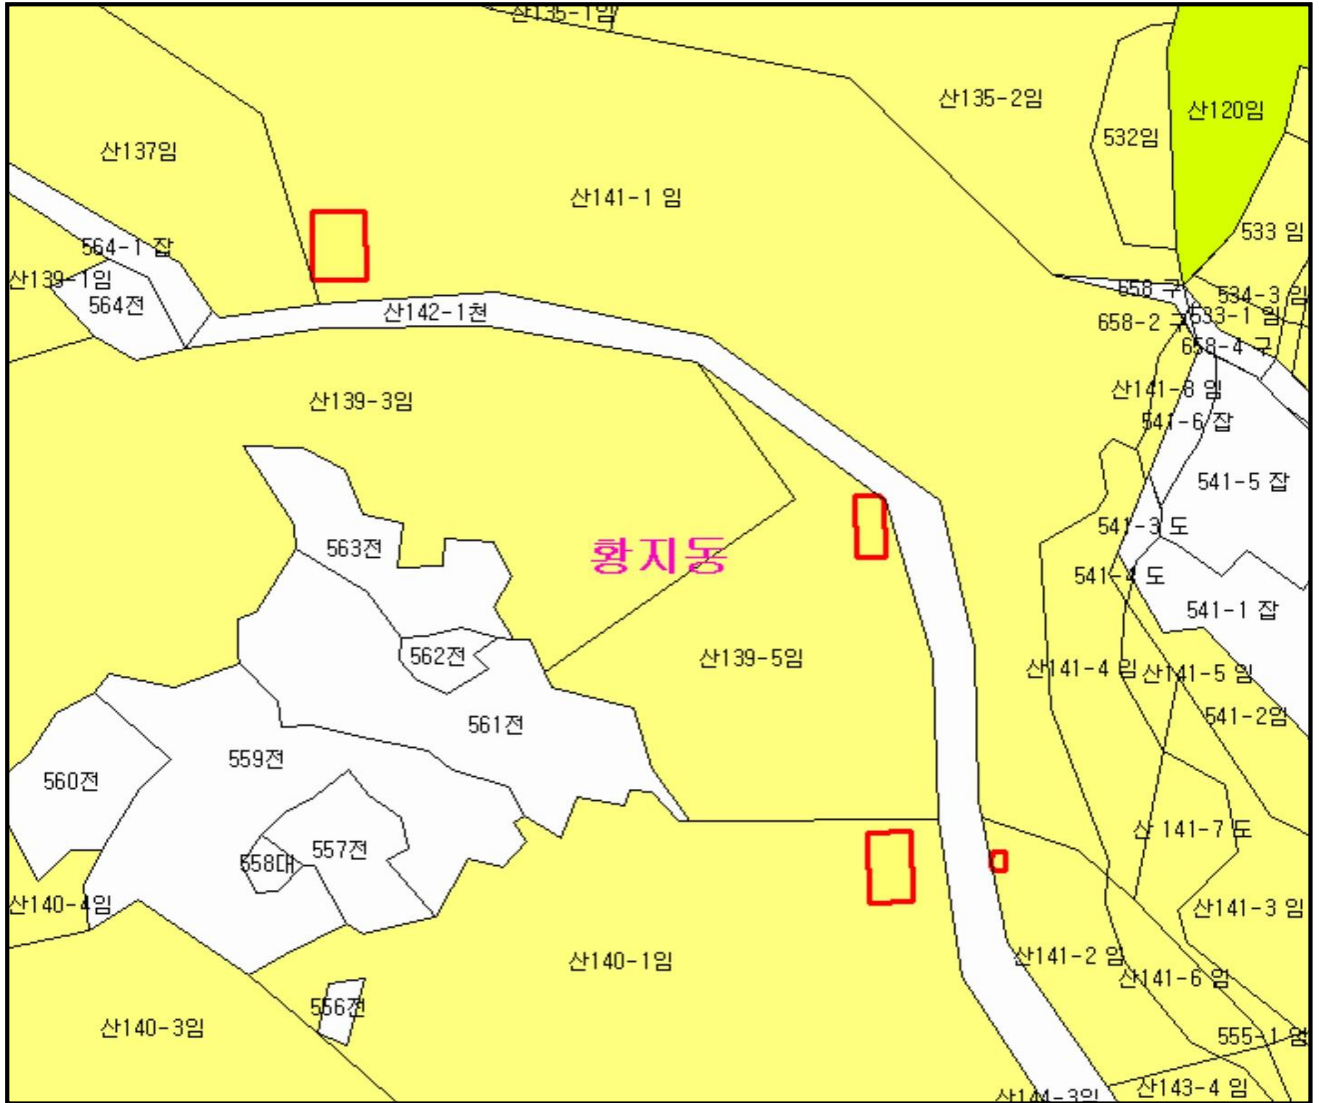 산135-1임
산135-2임
산120임
532임
산137임
산141-1 임
533 임
564-1 잡
산139-1임
564전
산142-1천
658 구
534-3 임
658-2 구
533-1 임
658-4 구
산141-8 임
산139-3임
541-6 잡
541-5 잡
541-3 도
563전
황지동
541-4 도
541-1 잡
562전
산139-5임
산141-4 임
산141-5 임
541-2임
561전
559전
560전
산 141-7 도
557전
558대
산140-4임
산141-3 임
산140-1임
산141-2 임
산141-6 임
556전
산140-3임
555-1 임
산144-3임
산143-4 임